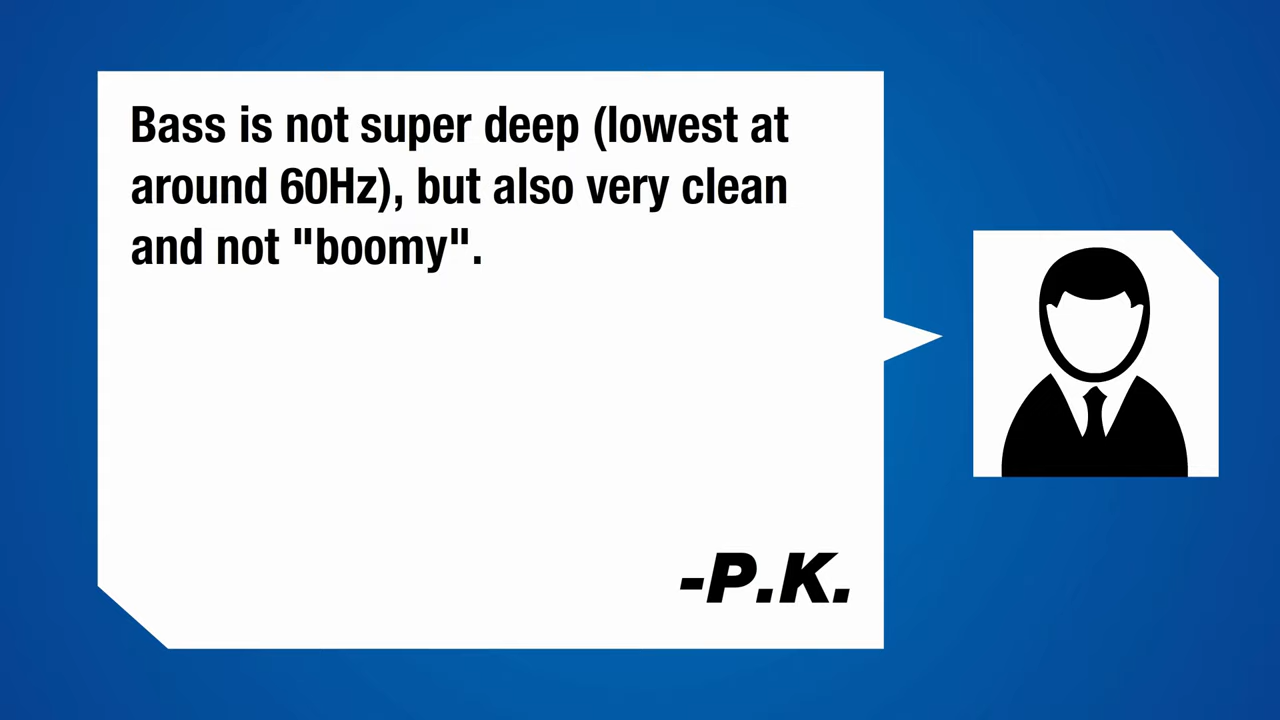 Bass is not super deep (lowest at
around 60Hz), but also very clean
and not "boomy".
-P.K.